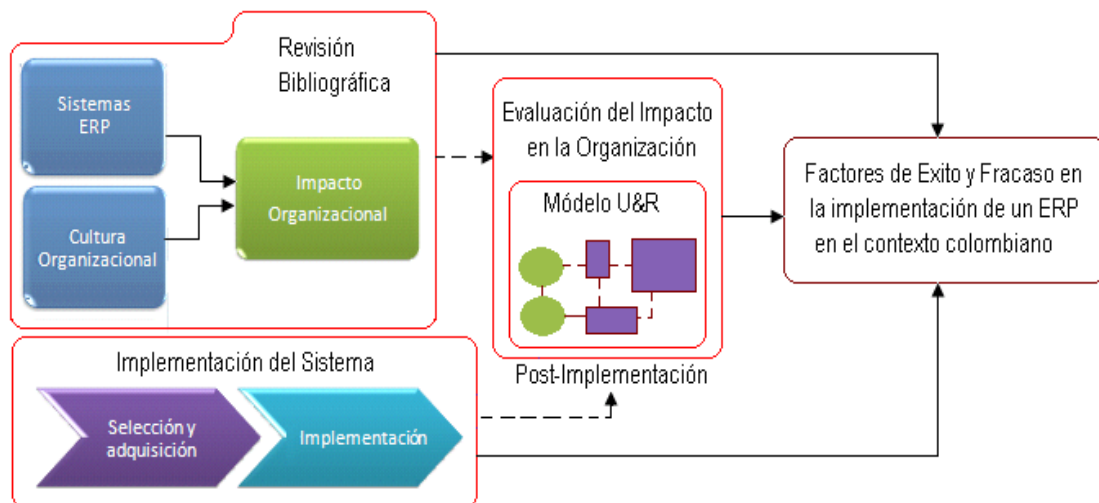 Revisión
Bibliográfica
Sistemas
ERP
Cultura
Organizacional
Impacto
Organizacional
Evaluación del Impacto
en la Organización
Módelo U&R
Post-Implementación
Factores de Exito y Fracaso en
la implementación de un ERP
en el contexto colombiano
Implementación del Sistema
Selección y
adquisición
Implementación